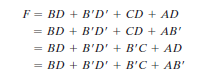 F = BD + B'D' + CD + AD
= BD + B'D' + CD + AB'
= BD + B'D' + B'C + AD
= BD + B'D' + B'C + AB'